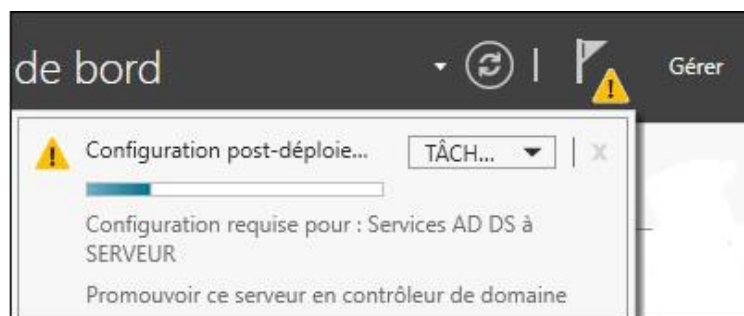 de bord
Gérer
Configuration post-déploie...
TÂCH...
Configuration requise pour : Services AD DS à
SERVEUR
Promouvoir ce serveur en contrôleur de domaine